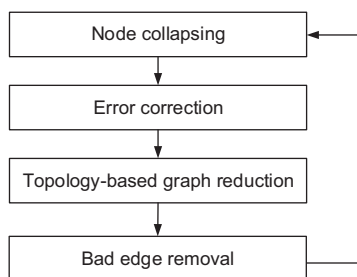 Node collapsing
Error correction
Topology-based graph reduction
Bad edge removal